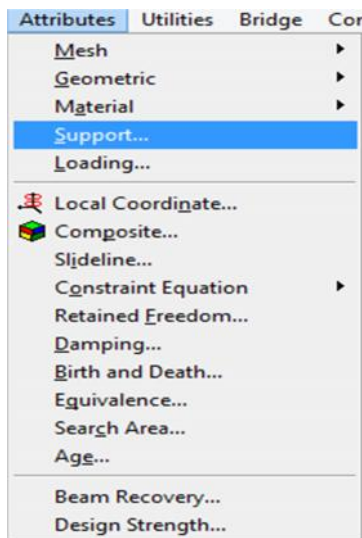 Attributes Utilities Bridge
Mesh
Geometric
Material
Support...
Loading...
Local Coordinate...
Composite...
Slideline...
Constraint Equation
Retained Freedom...
Damping...
Birth and Death...
Equivalence...
Search Area...
Age...
Beam Recovery...
Design Strength...